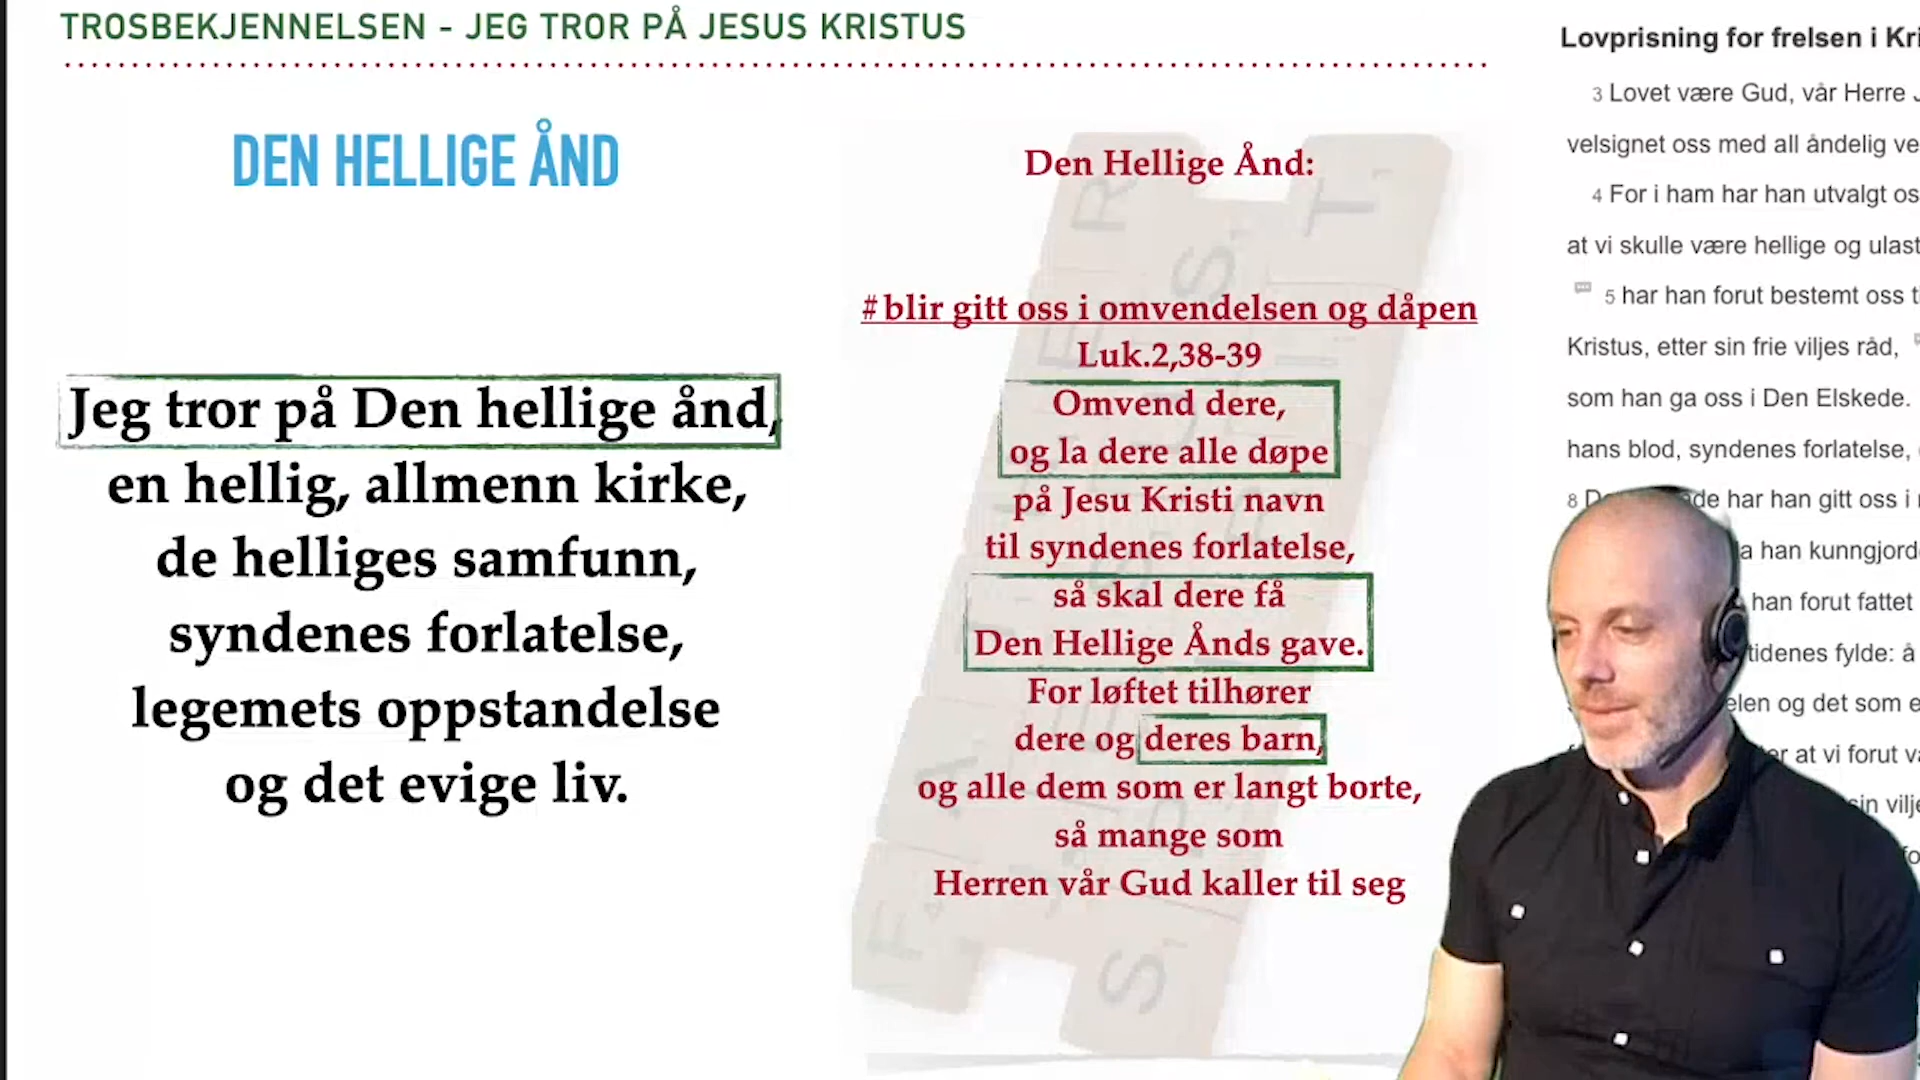 TROSBEKJENNELSEN - JEG TROR PÅ JESUS KRISTUS
DEN HELLIGE ÅND
Jeg tror på Den hellige ånd,
en hellig, allmenn kirke,
de helliges samfunn,
syndenes forlatelse,
legemets oppstandelse
og det evige liv.
Den Hellige Ånd:
#blir gitt oss i omvendelsen og dåpen
Luk.2,38-39
Omvend dere,
og la dere alle døpe
på Jesu Kristi navn
til syndenes forlatelse,
så skal dere få
Den Hellige Ånds gave.
For løftet tilhører
dere og deres barn,
og alle dem som er langt borte,
så mange som
Herren vår Gud kaller til seg
Lovprisning for frelsen i
3 Lovet være Gud, vår Herre
velsignet oss med all åndelig
4 For i ham har han utvalgt
at vi skulle være hellige og
5 har han forut bestemt oss
Kristus, etter sin frie viljes råd,
som han ga oss i Den Elskede.
hans blod, syndenes forlatelse,
8 har han gitt oss i
han
han forut fattet
tidenes fylde: å
og det som
at vi forut
sin